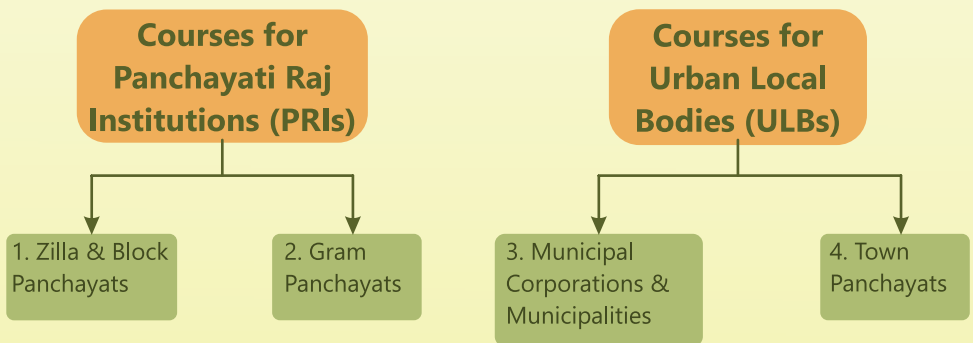 Courses for
Panchayati Raj
Institutions (PRIs)
Courses for
Urban Local
Bodies (ULBs)
1. Zilla & Block
Panchayats
2. Gram
Panchayats
3. Municipal
Corporations &
Municipalities
4. Town
Panchayats